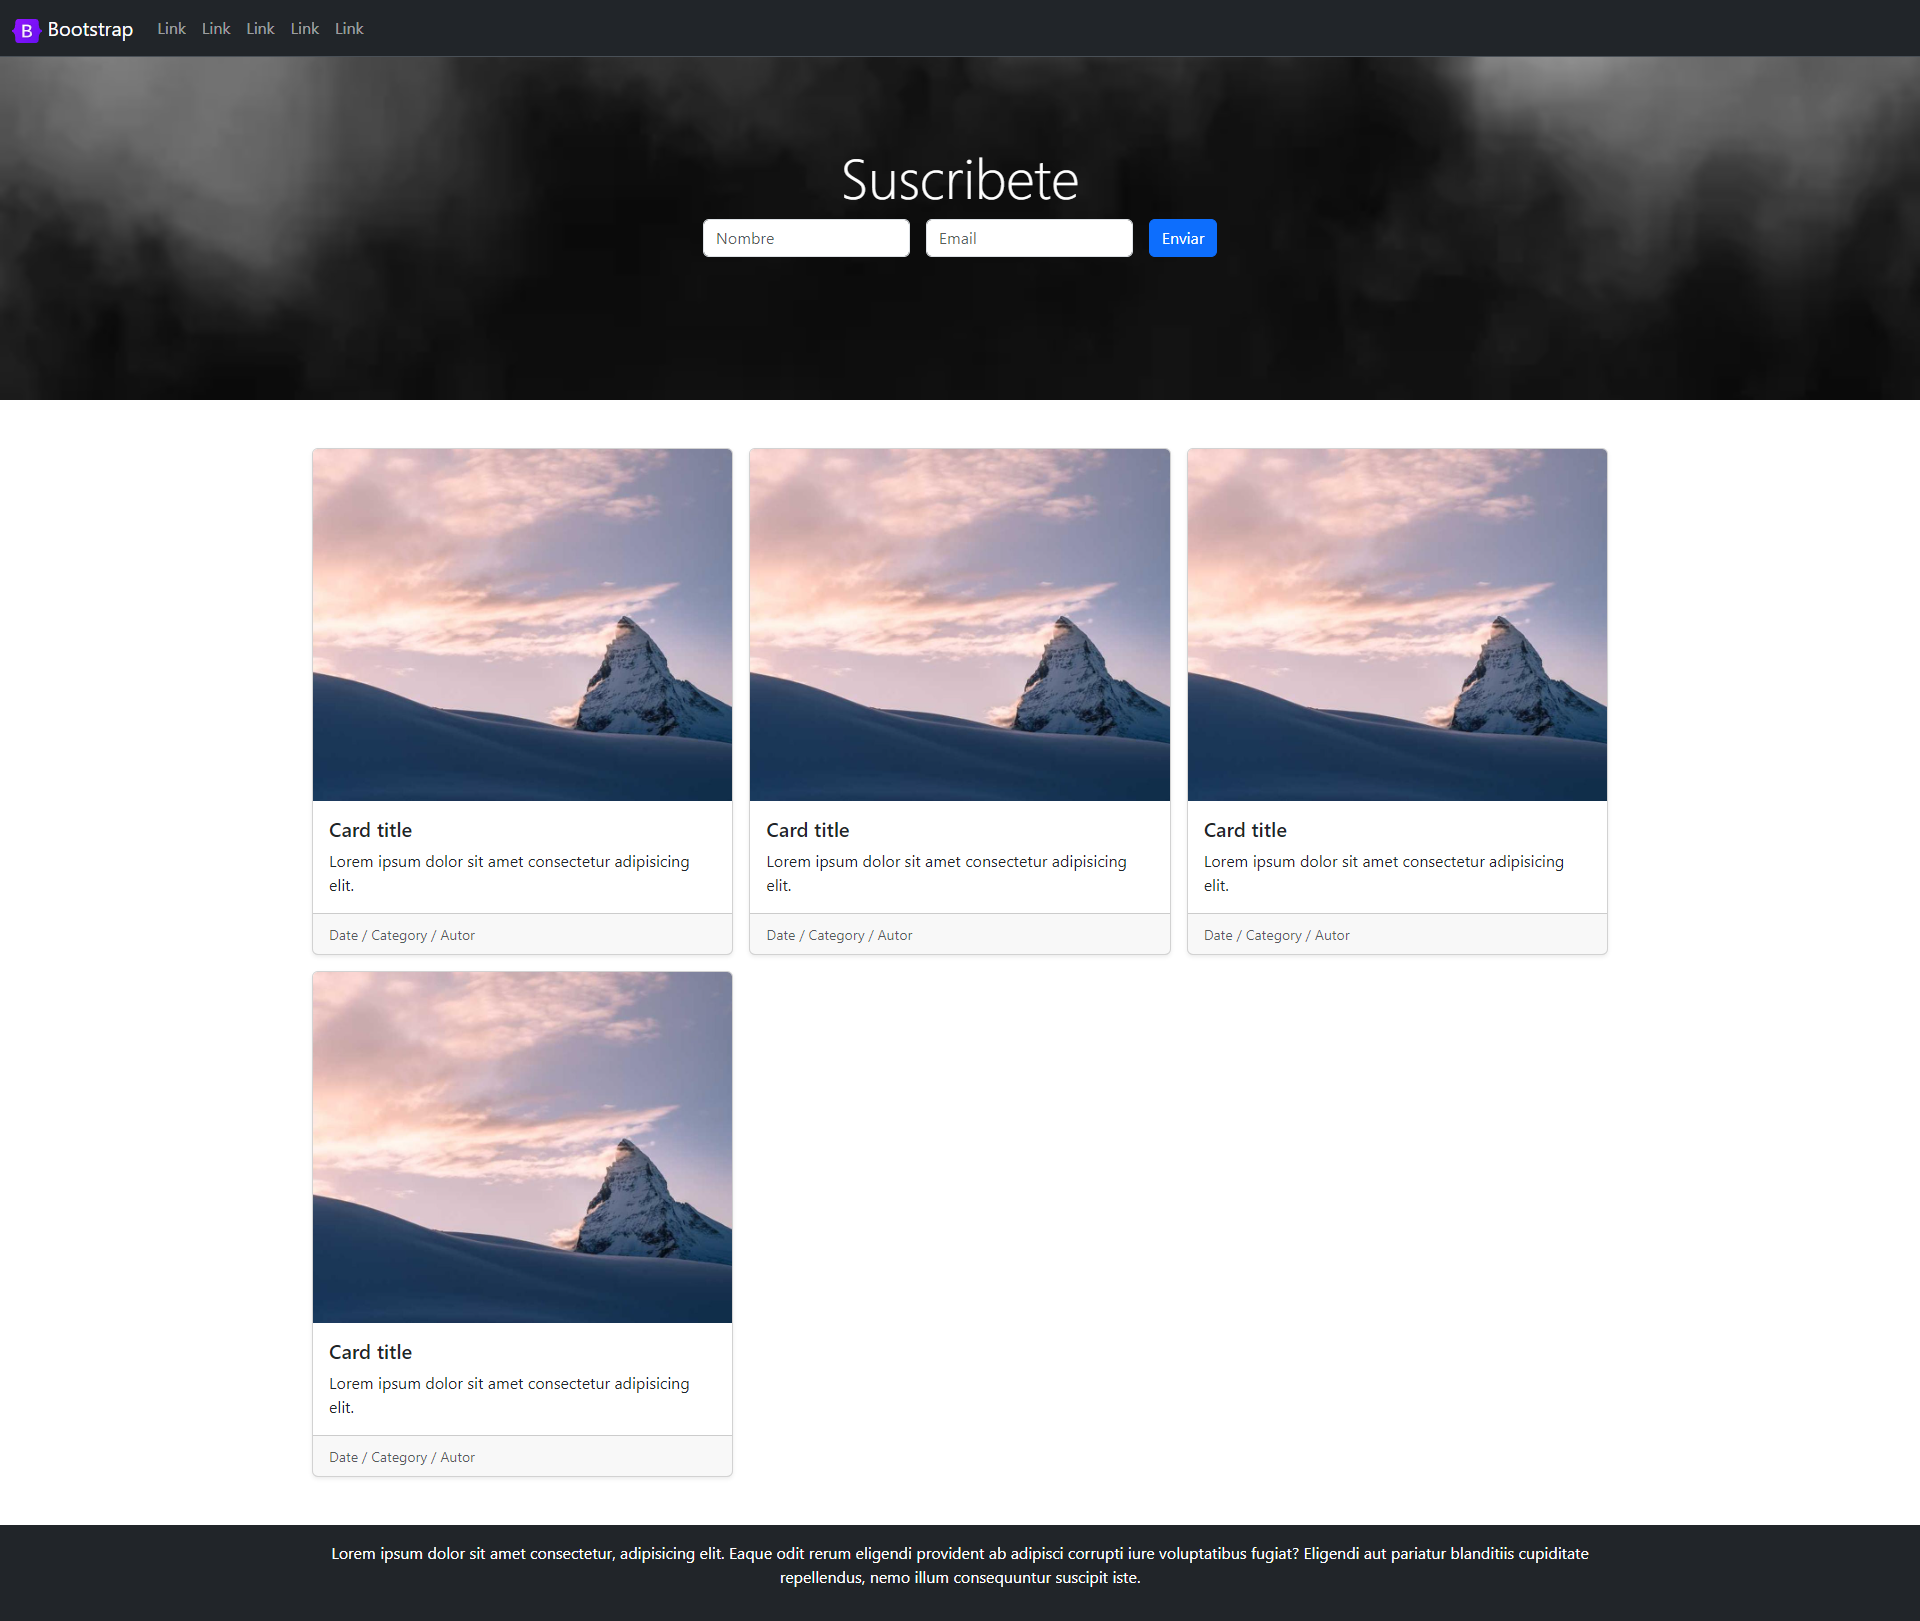 B Bootstrap Link Link Link Link Link
Suscribete
Nombre Email Enviar
Card title
Lorem ipsum dolor sit amet consectetur adipisicing
elit.
Date / Category / Autor
Card title
Lorem ipsum dolor sit amet consectetur adipisicing
elit.
Date / Category / Autor
Card title
Lorem ipsum dolor sit amet consectetur adipisicing
elit.
Date / Category / Autor
Card title
Lorem ipsum dolor sit amet consectetur adipisicing
elit.
Date / Category / Autor
Lorem ipsum dolor sit amet consectetur, adipisicing elit. Eaque odit rerum eligendi provident ab adipisci corrupti iure voluptatibus fugiat? Eligendi aut pariatur blanditiis cupiditate
repellendus, nemo illum consequuntur suscipit iste.